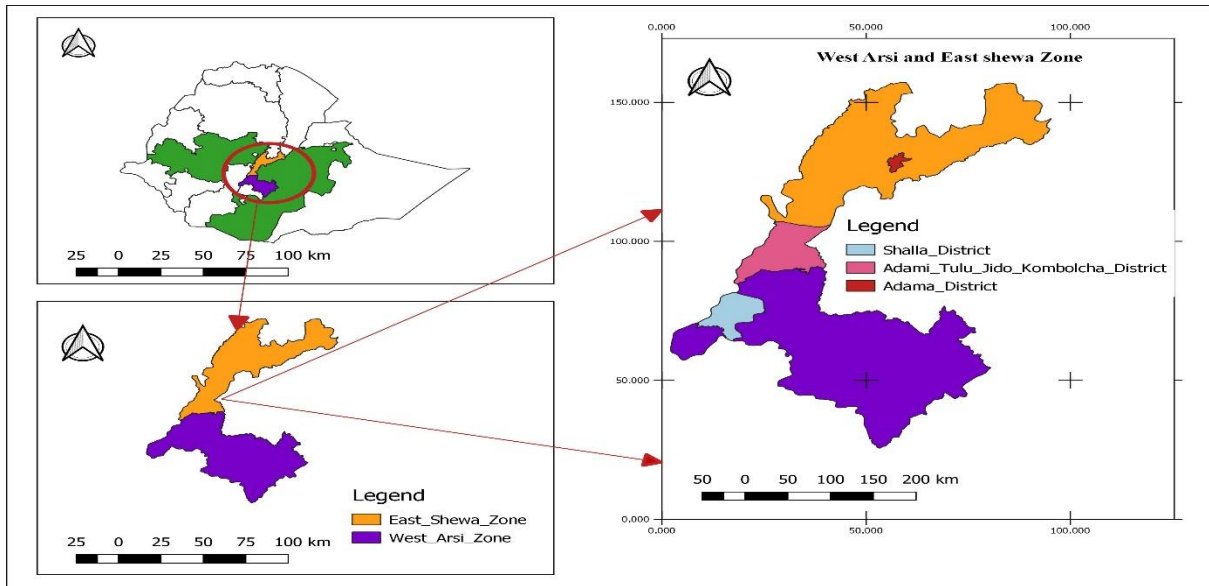 25 0 25 50 75 100 km
Legend
East_Shewa_Zone
West_Arsi_Zone
25 0 25 50 75 100 km
0.000 50.000 100.000
West Arsi and East shewa Zone
150.000
100.000
50.000
0.000
Legend
Shalla_District
Adami_Tulu_Jido_Kombolcha_District
Adama_District
50 0 50 100 150 200 km
0.000 50.000 100.000